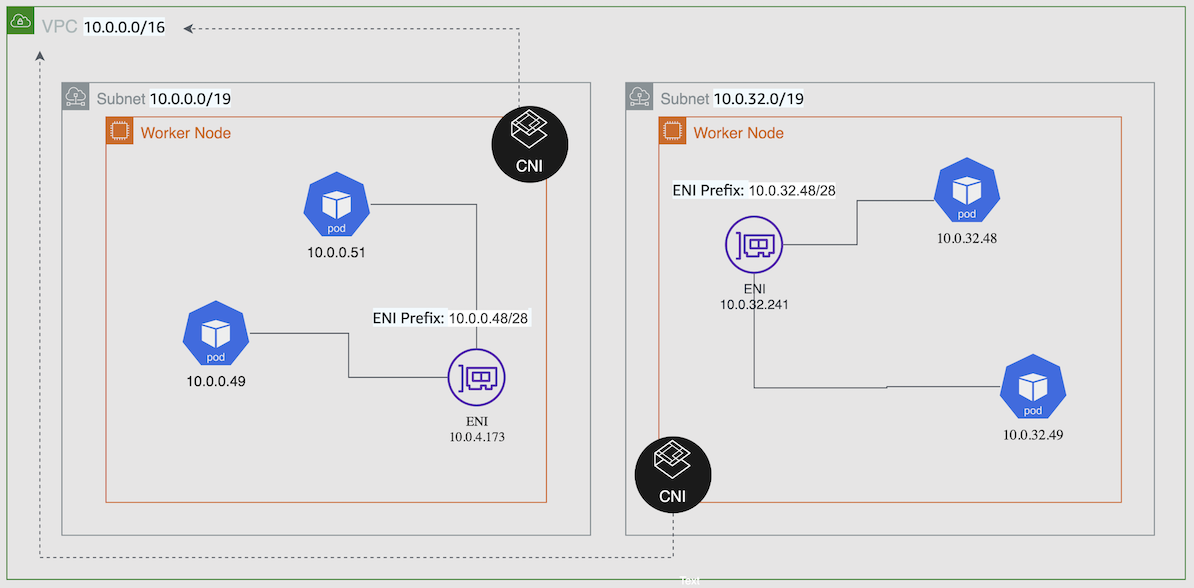 VPC 10.0.0.0/16
Subnet 10.0.0.0/19
Worker Node
CNI
pod
10.0.0.51
ENI Prefix: 10.0.0.48/28
pod
10.0.0.49
ENI
10.0.4.173
Subnet 10.0.32.0/19
Worker Node
ENI Prefix: 10.0.32.48/28
pod
10.0.32.48
ENI
10.0.32.241
pod
10.0.32.49
CNI
Text